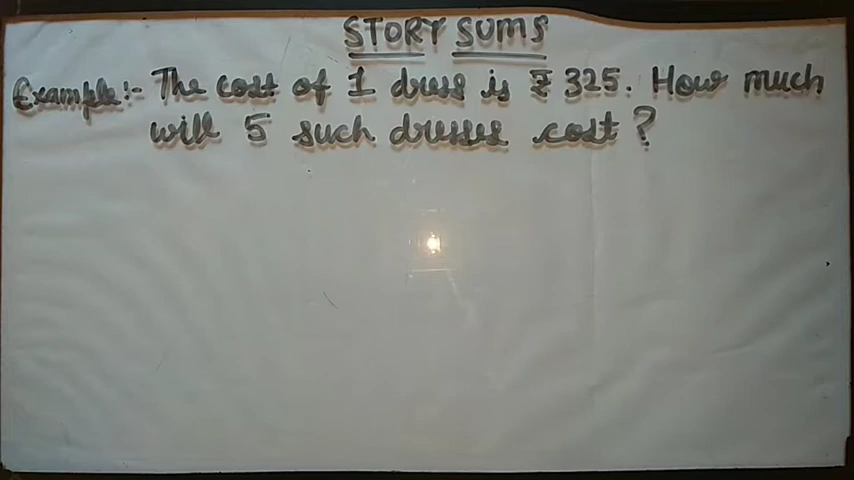 STORY SUMS
Example:- The cost of 1 dress is ₹ 325. How much
will 5 such dresses cost?